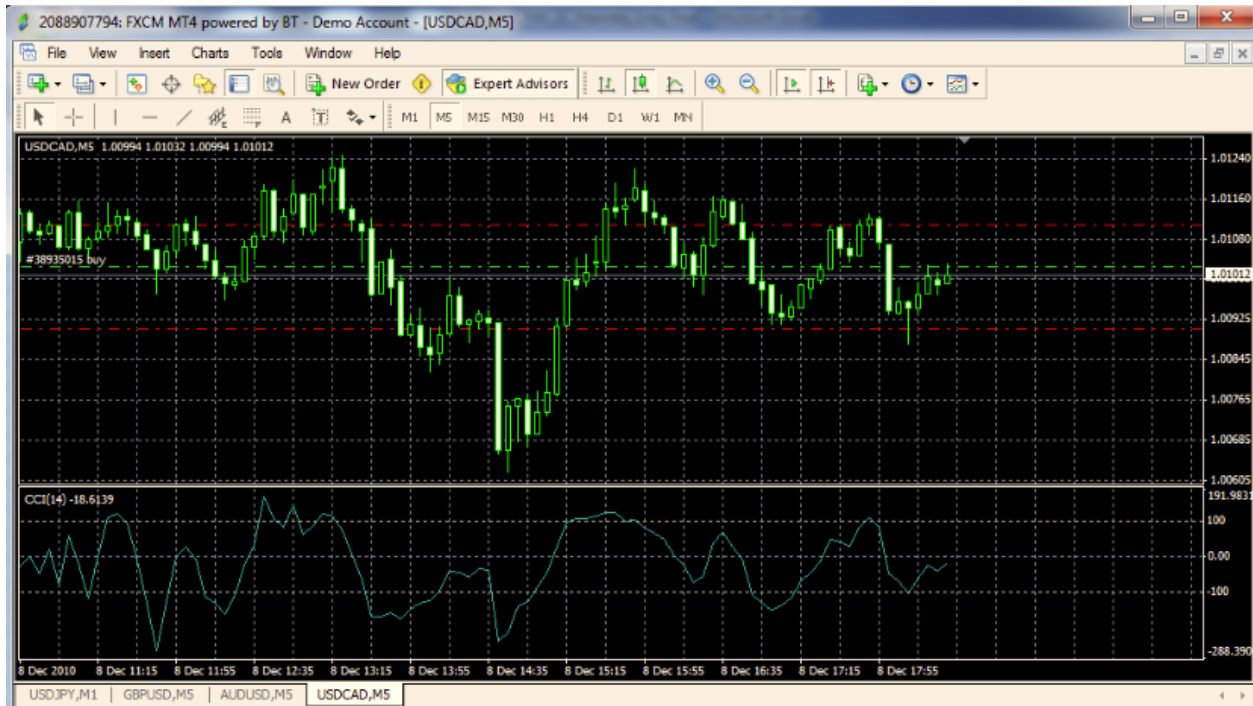 2088907794: FXCM MT4 powered by BT - Demo Account - [USDCAD,M5]
File View Insert Charts Tools Window Help
New Order Expert Advisors
A T M1 M5 M15 M30 H1 H4 D1 W1 MN
USDCAD,M5 1.00994 1.01032 1.00994 1.01012
1.01240
1.01160
1.01080
#38935015 buy
1.01012
1.00925
1.00845
1.00765
1.00685
1.00605
CCI(14) -18.6139
191.9831
100
0.00
-100
-288.390
8 Dec 2010 8 Dec 11:15 8 Dec 11:55 8 Dec 12:35 8 Dec 13:15 8 Dec 13:55 8 Dec 14:35 8 Dec 15:15 8 Dec 15:55 8 Dec 16:35 8 Dec 17:15 8 Dec 17:55
USDJPY,M1 GBPUSD,M5 AUDUSD,M5 USDCAD,M5